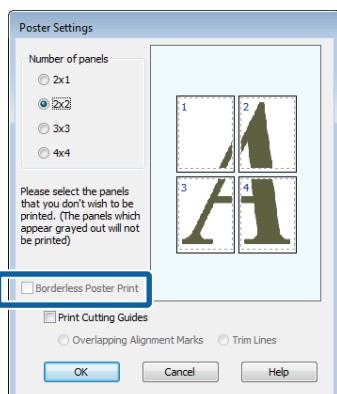 Poster Settings
Number of panels
2x1
2x2
3x3
4x4
1
2
3
4
A
Please select the panels
that you don't wish to be
printed. (The panels which
appear grayed out will not
be printed)
Borderless Poster Print
Print Cutting Guides
Overlapping Alignment Marks
Trim Lines
OK
Cancel
Help